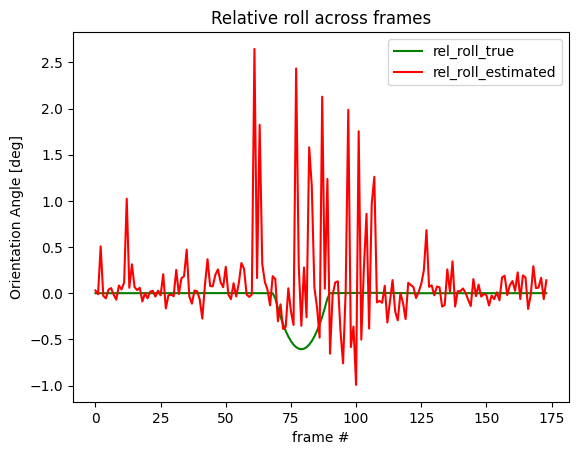 Relative roll across frames
rel_roll_true
rel_roll_estimated
Orientation Angle [deg]
2.5
2.0
1.5
1.0
0.5
0.0
−0.5
−1.0
0 25 50 75 100 125 150 175
frame #